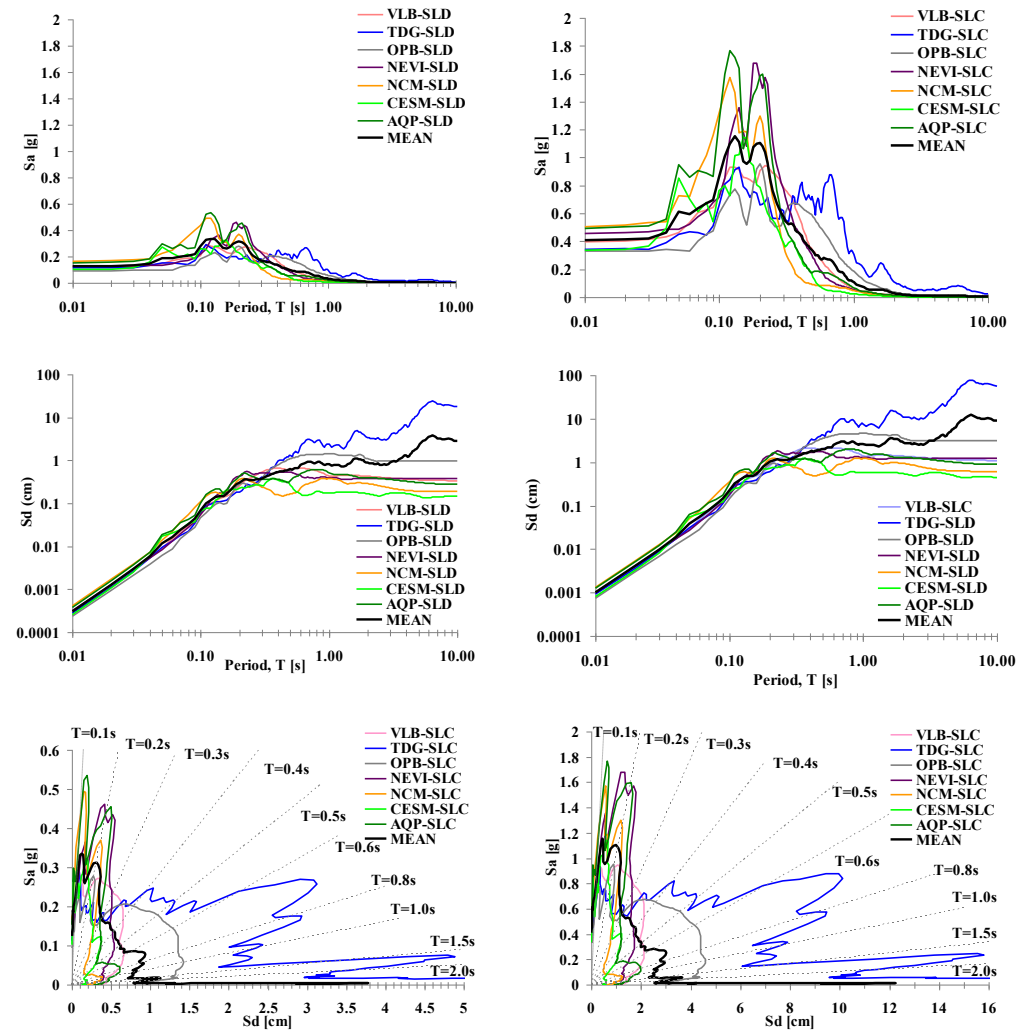 2
1.8
1.6
1.4
1.2
1
0.8
0.6
0.4
0.2
0
Sa [g]
0.01
0.10
1.00
10.00
Period, T [s]
VLB-SLD
TDG-SLD
OPB-SLD
NEVI-SLD
NCM-SLD
CESM-SLD
AQP-SLD
MEAN
2
1.8
1.6
1.4
1.2
1
0.8
0.6
0.4
0.2
0
Sa [g]
0.01
0.10
1.00
10.00
Period, T [s]
VLB-SLC
TDG-SLC
OPB-SLC
NEVI-SLC
NCM-SLC
CESM-SLC
AQP-SLC
MEAN
100
10
1
0.1
0.01
0.001
0.0001
Sd (cm)
0.01
0.10
1.00
10.00
Period, T [s]
VLB-SLD
TDG-SLD
OPB-SLD
NEVI-SLD
NCM-SLD
CESM-SLD
AQP-SLD
MEAN
100
10
1
0.1
0.01
0.001
0.0001
Sd (cm)
0.01
0.10
1.00
10.00
Period, T [s]
VLB-SLC
TDG-SLD
OPB-SLD
NEVI-SLD
NCM-SLD
CESM-SLD
AQP-SLD
MEAN
0.6
0.5
0.4
0.3
0.2
0.1
0
Sa [g]
0
0.5
1
1.5
2
2.5
3
3.5
4
4.5
5
Sd [cm]
T=0.1s
T=0.2s
T=0.3s
T=0.4s
T=0.5s
T=0.6s
T=0.8s
T=1.0s
T=1.5s
T=2.0s
VLB-SLC
TDG-SLC
OPB-SLC
NEVI-SLC
NCM-SLC
CESM-SLC
AQP-SLC
MEAN
2
1.8
1.6
1.4
1.2
1
0.8
0.6
0.4
0.2
0
Sa [g]
0
2
4
6
8
10
12
14
16
Sd [cm]
T=0.1s
T=0.2s
T=0.3s
T=0.4s
T=0.5s
T=0.6s
T=0.8s
T=1.0s
T=1.5s
T=2.0s
VLB-SLC
TDG-SLC
OPB-SLC
NEVI-SLC
NCM-SLC
CESM-SLC
AQP-SLC
MEAN